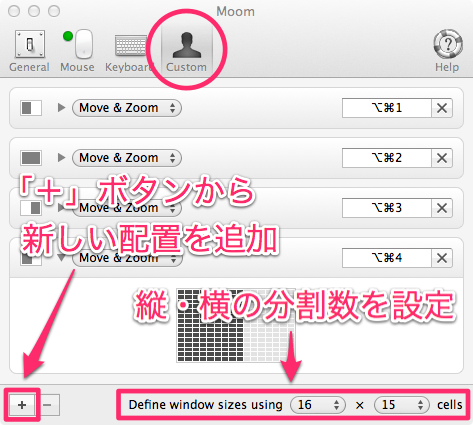 Moom
General Mouse Keyboard Custom Help
Move & Zoom ⌥⌘1
Move & Zoom ⌥⌘2
「＋」ボタンから
Move & Zoom ⌥⌘3
新しい配置を追加
Move & Zoom ⌥⌘4
縦・横の分割数を設定
+ − Define window sizes using 16 × 15 cells